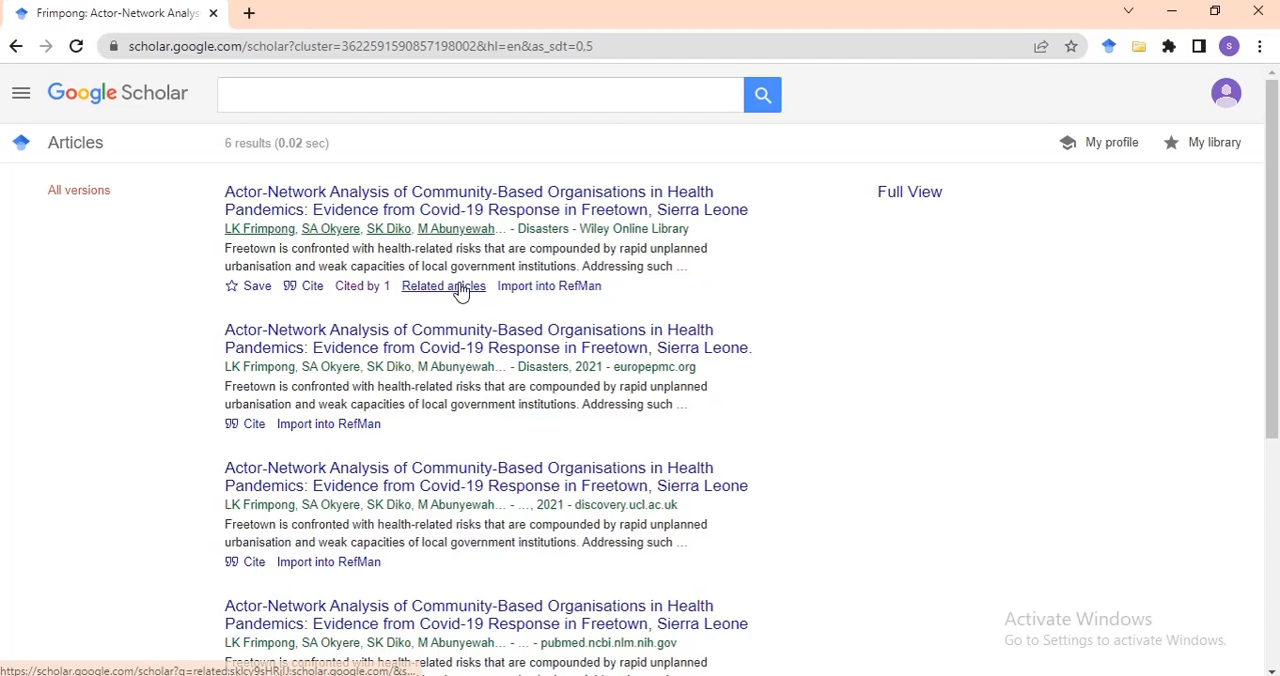 Frimpong: Actor-Network Analys
scholar.google.com/scholar?cluster=3622591590857198002&hl=en&as_sdt=0,5
S
Google Scholar
Articles
6 results (0.02 sec)
My profile
My library
All versions
Actor-Network Analysis of Community-Based Organisations in Health
Pandemics: Evidence from Covid-19 Response in Freetown, Sierra Leone
LK Frimpong, SA Okyere, SK Diko, M Abunyewah… - Disasters - Wiley Online Library
Freetown is confronted with health-related risks that are compounded by rapid unplanned
urbanisation and weak capacities of local government institutions. Addressing such …
Save Cite Cited by 1 Related articles Import into RefMan
Full View
Actor-Network Analysis of Community-Based Organisations in Health
Pandemics: Evidence from Covid-19 Response in Freetown, Sierra Leone.
LK Frimpong, SA Okyere, SK Diko, M Abunyewah… - Disasters, 2021 - europepmc.org
Freetown is confronted with health-related risks that are compounded by rapid unplanned
urbanisation and weak capacities of local government institutions. Addressing such …
Cite Import into RefMan
Actor-Network Analysis of Community-Based Organisations in Health
Pandemics: Evidence from Covid-19 Response in Freetown, Sierra Leone
LK Frimpong, SA Okyere, SK Diko, M Abunyewah… - …, 2021 - discovery.ucl.ac.uk
Freetown is confronted with health-related risks that are compounded by rapid unplanned
urbanisation and weak capacities of local government institutions. Addressing such …
Cite Import into RefMan
Actor-Network Analysis of Community-Based Organisations in Health
Pandemics: Evidence from Covid-19 Response in Freetown, Sierra Leone
LK Frimpong, SA Okyere, SK Diko, M Abunyewah… - … - pubmed.ncbi.nlm.nih.gov
Freetown is confronted with health-related risks that are compounded by rapid unplanned
Activate Windows
Go to Settings to activate Windows.